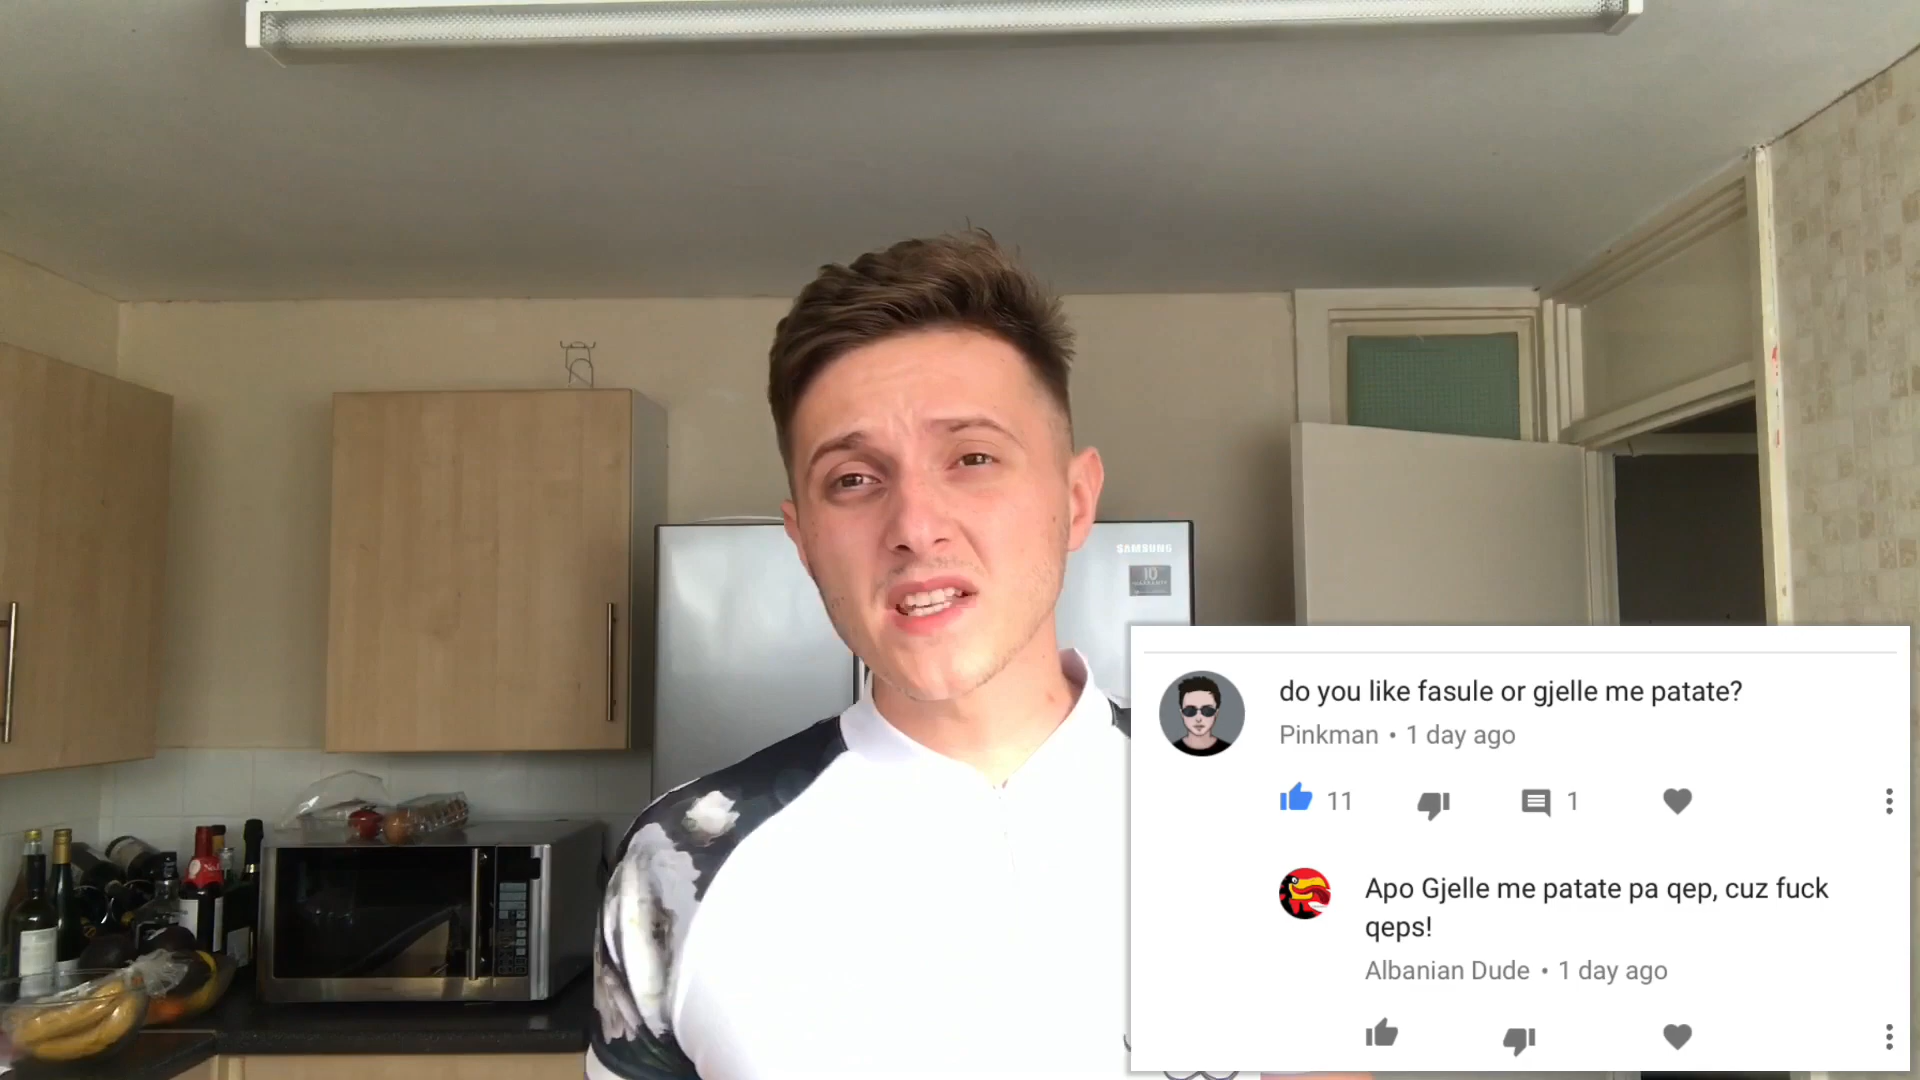 SAMSUNG
10
do you like fasule or gjelle me patate?
Pinkman • 1 day ago
11
1
Apo Gjelle me patate pa qep, cuz fuck
qeps!
Albanian Dude • 1 day ago